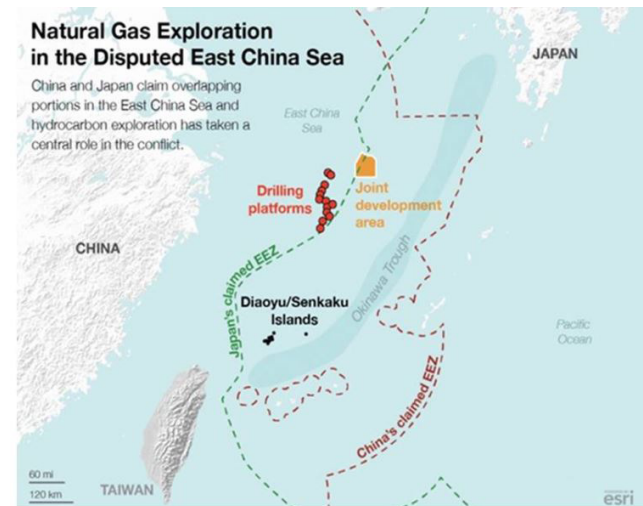 Natural Gas Exploration
in the Disputed East China Sea
China and Japan claim overlapping
portions in the East China Sea and
hydrocarbon exploration has taken a
central role in the conflict.
JAPAN
East China
Sea
Drilling
platforms
Joint
development
area
CHINA
Japan's claimed EEZ
Okinawa Trough
Diaoyu/Senkaku
Islands
Pacific
Ocean
China's claimed EEZ
60 mi
120 km
TAIWAN
esri